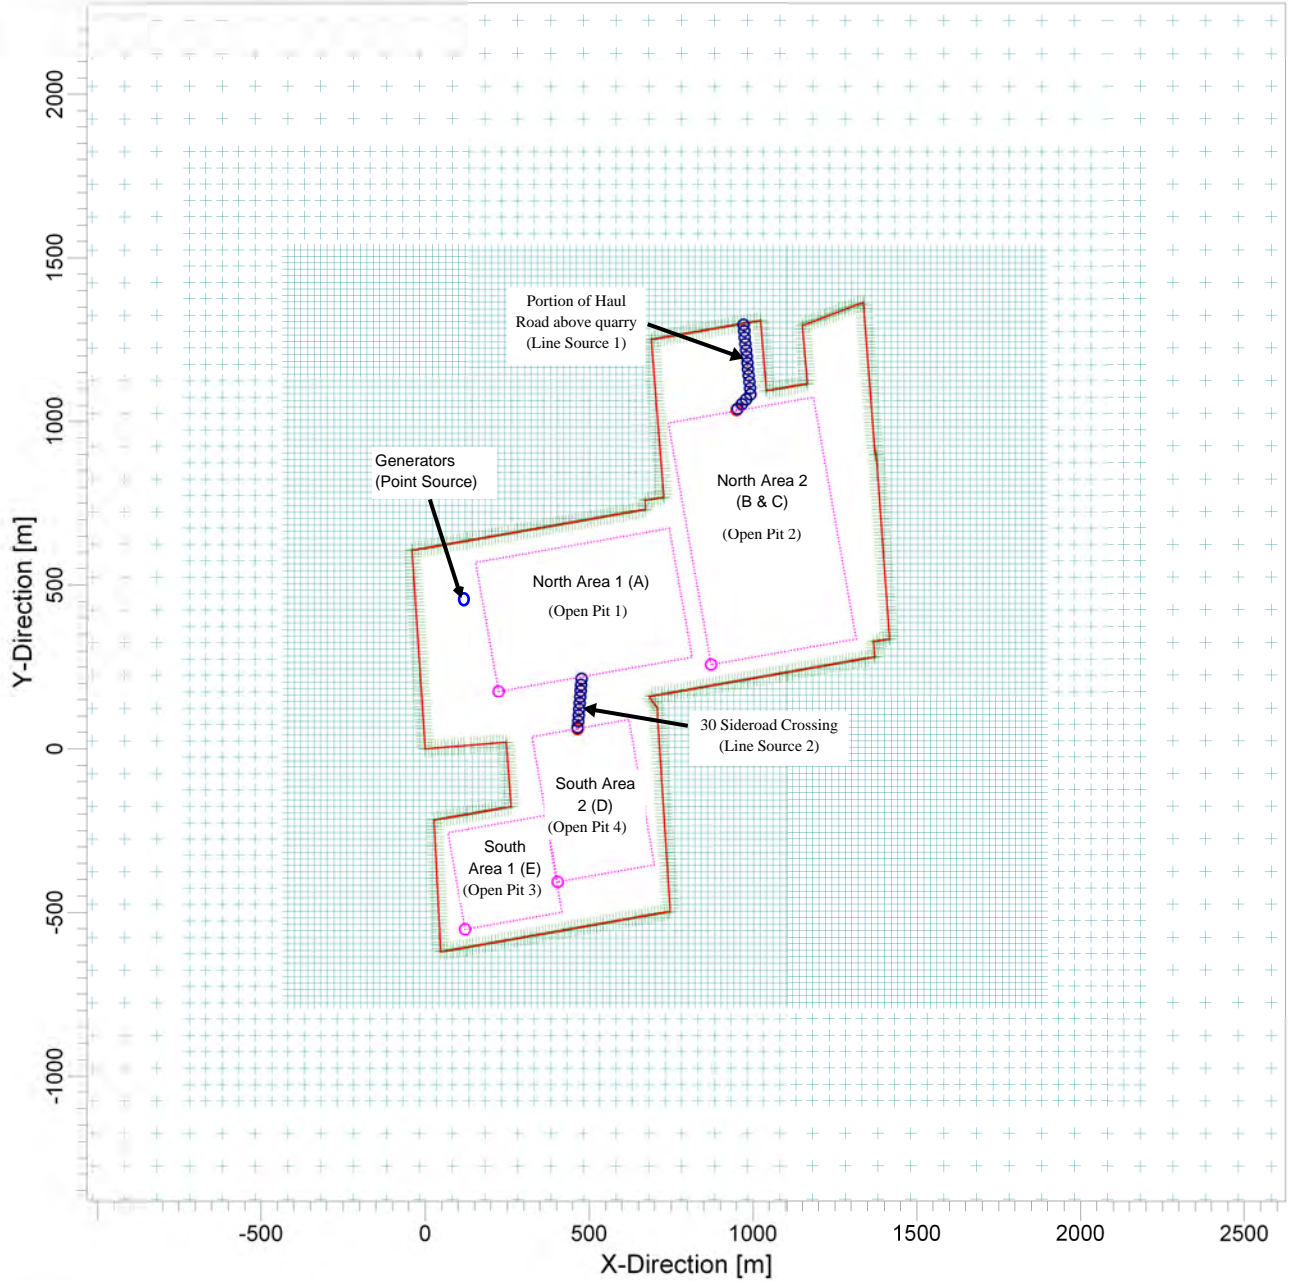 2000
1500
1000
500
0
-500
-1000
Y-Direction [m]
Portion of Haul
Road above quarry
(Line Source 1)
Generators
(Point Source)
North Area 2
(B & C)
(Open Pit 2)
North Area 1 (A)
(Open Pit 1)
30 Sideroad Crossing
(Line Source 2)
South Area
2 (D)
(Open Pit 4)
South
Area 1 (E)
(Open Pit 3)
-500
0
500
1000
1500
2000
2500
X-Direction [m]